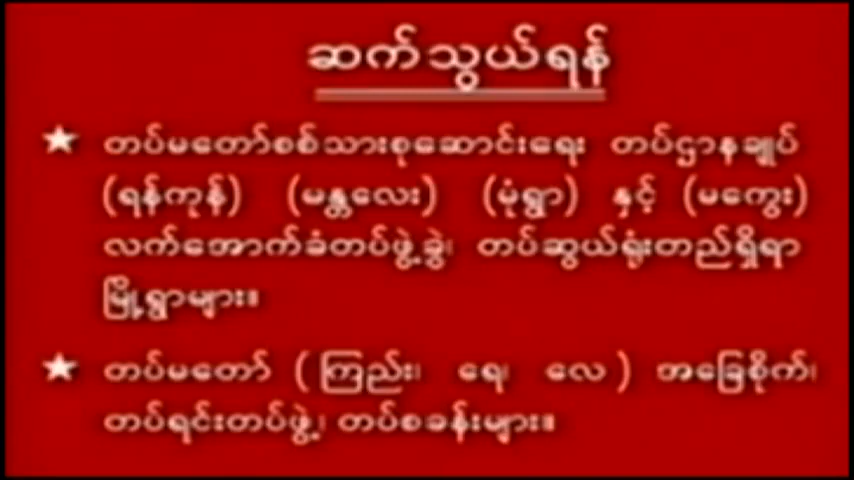 ဆက်သွယ်ရန်
★ တပ်မတော်စစ်သားစုဆောင်းရေး တပ်ဌာနချုပ်
(ရန်ကုန်) (မန္တလေး) (မုံရွာ) နှင့် (မကွေး)
လက်အောက်ခံတပ်ဖွဲ့ခွဲ၊ တပ်ဆွယ်ရုံးတည်ရှိရာ
မြို့ရွာများ။
★ တပ်မတော် (ကြည်း၊ ရေ၊ လေ) အခြေစိုက်၊
တပ်ရင်းတပ်ဖွဲ့၊ တပ်စခန်းများ။